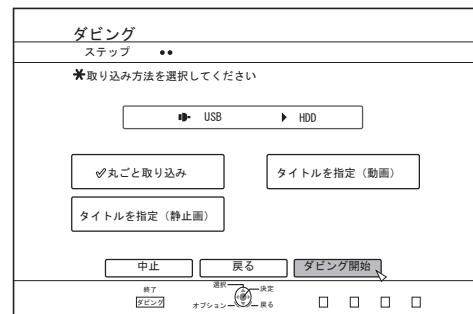 ダビング
ステップ
取り込み方法を選択してください
USB HDD
丸ごと取り込み タイトルを指定（動画）
タイトルを指定（静止画）
中止 戻る ダビング開始
終了
ダビング
選択 決定
オプション 戻る